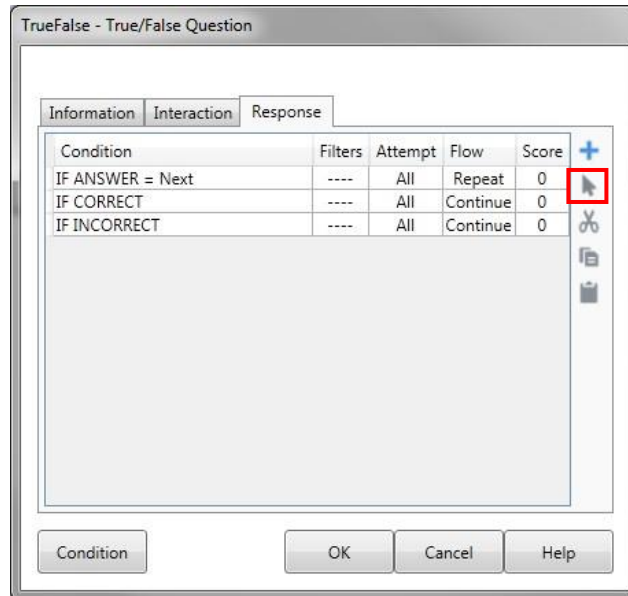 TrueFalse - True/False Question
Information Interaction Response
Condition Filters Attempt Flow Score
IF ANSWER = Next ---- All Repeat 0
IF CORRECT ---- All Continue 0
IF INCORRECT ---- All Continue 0
Condition OK Cancel Help